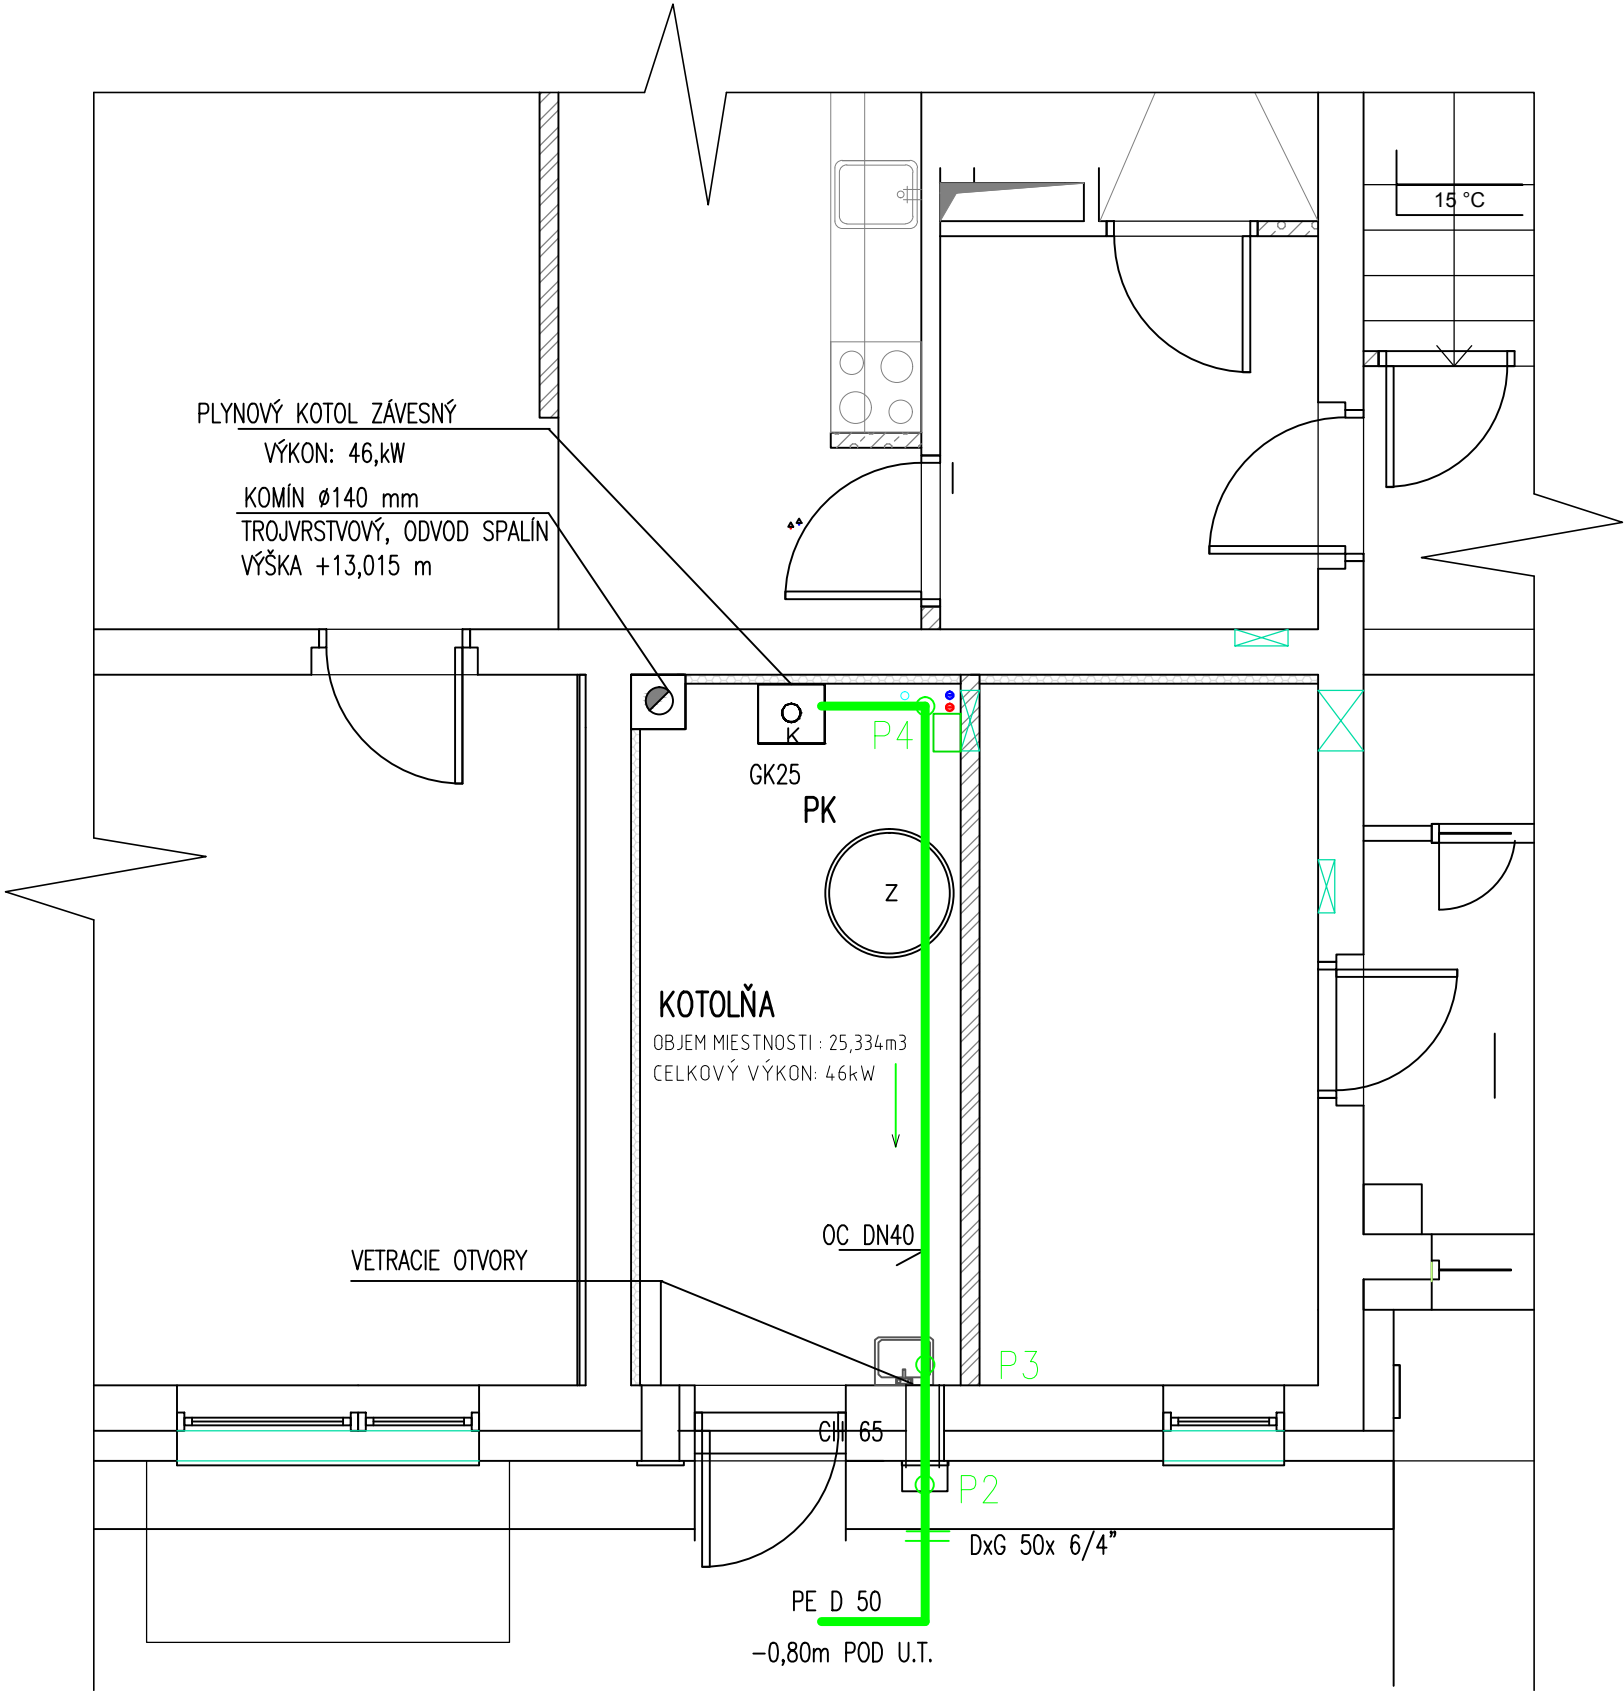 15 °C
PLYNOVÝ KOTOL ZÁVESNÝ
VÝKON: 46,kW
KOMÍN ø140 mm
TROJVRSTVOVÝ, ODVOD SPALÍN
VÝŠKA +13,015 m
K
P4
GK25
PK
Z
KOTOLŇA
OBJEM MIESTNOSTI : 25,334m3
CELKOVÝ VÝKON: 46kW
OC DN40
VETRACIE OTVORY
P3
65
P2
DxG 50x 6/4"
PE D 50
-0,80m POD U.T.